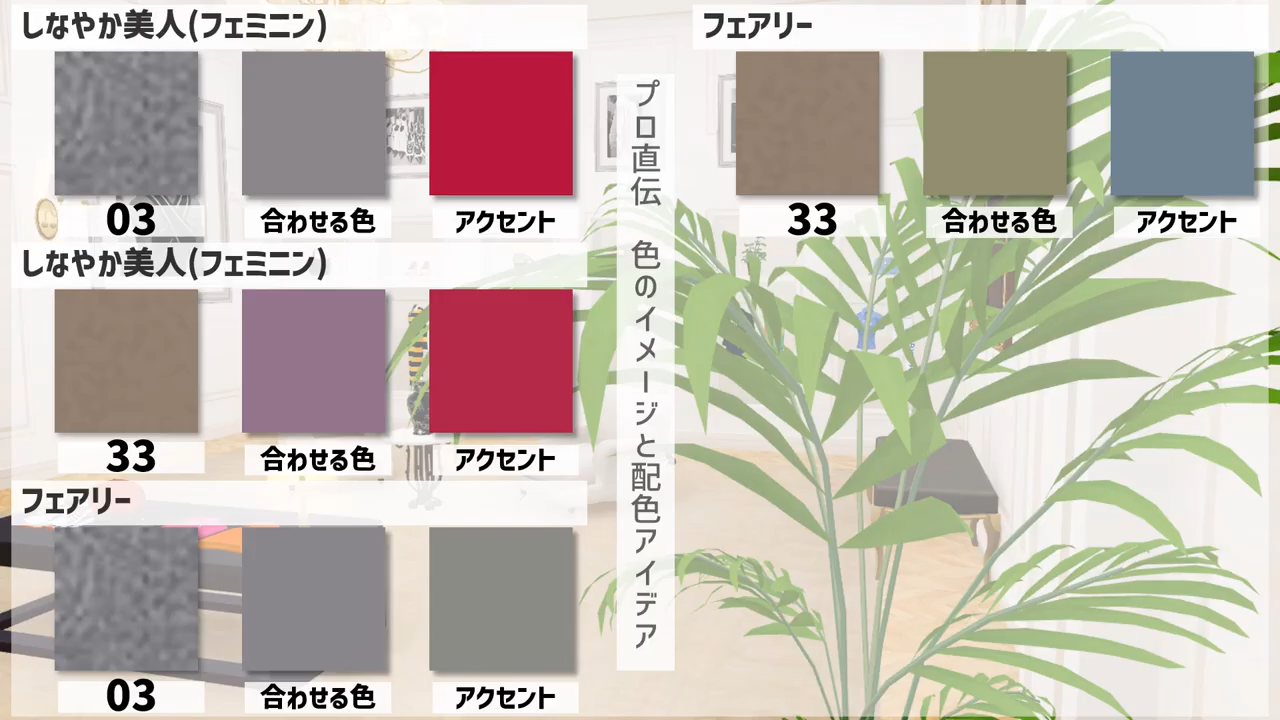 しなやか美人(フェミニン)
03 合わせる色 アクセント
しなやか美人(フェミニン)
33 合わせる色 アクセント
フェアリー
03 合わせる色 アクセント
プロ直伝 色のイメージと配色アイデア
フェアリー
33 合わせる色 アクセント